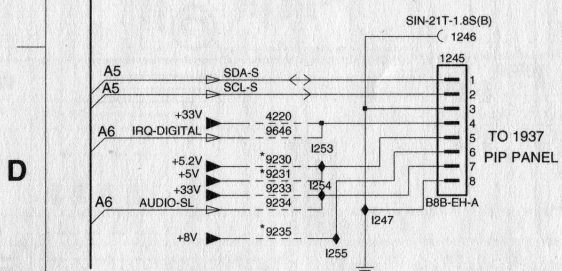 SIN-21T-1.8S(B)
1246
1245
A5 SDA-S 1
A5 SCL-S 2
3
+33V 4220 4
A6 IRQ-DIGITAL 9646 5
I253 6
TO 1937
PIP PANEL
+5.2V *9230 7
+5V *9231 8
I254
+33V 9233
A6 AUDIO-SL 9234
B8B-EH-A
I247
+8V *9235
I255
D